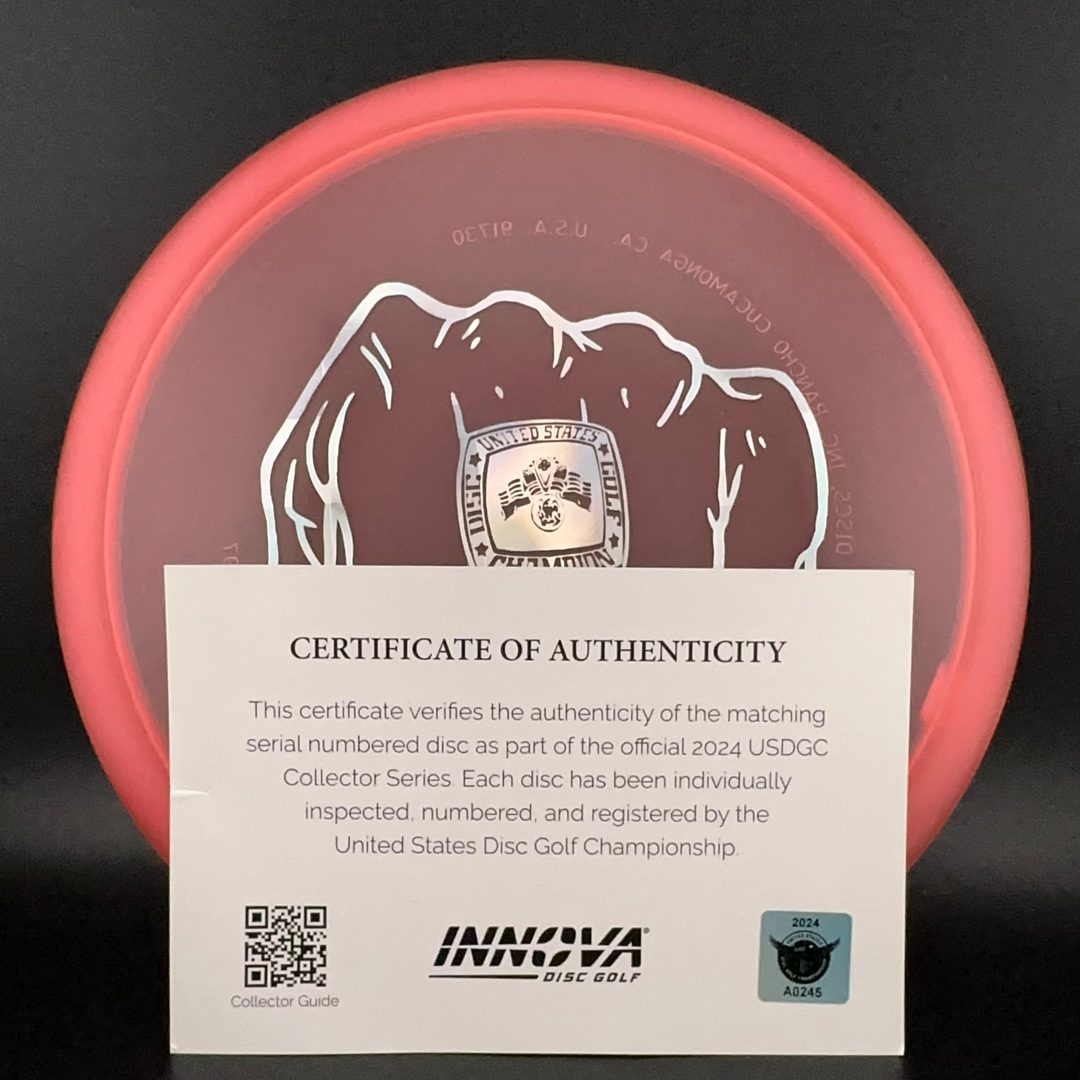 DISCS, INC. RANCHO CUCAMONGA CA. U.S.A. 91730
UNITED STATES
DISC GOLF
CHAMPION
CERTIFICATE OF AUTHENTICITY
This certificate verifies the authenticity of the matching
serial numbered disc as part of the official 2024 USDGC
Collector Series. Each disc has been individually
inspected, numbered, and registered by the
United States Disc Golf Championship.
Collector Guide
INNOVA®
DISC GOLF
2024
A0245